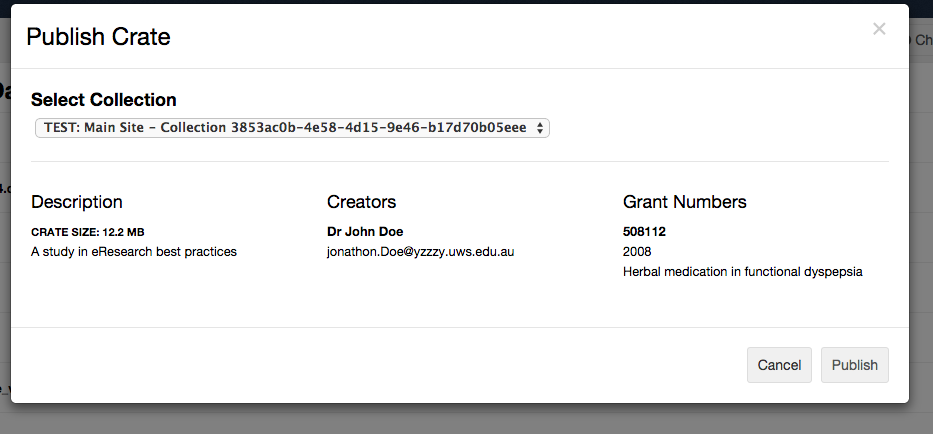 Publish Crate
×
Ch
Select Collection
TEST: Main Site – Collection 3853ac0b-4e58-4d15-9e46-b17d70b05eee
Description
Creators
Grant Numbers
CRATE SIZE: 12.2 MB
Dr John Doe
508112
A study in eResearch best practices
jonathon.Doe@yzzzy.uws.edu.au
2008
Herbal medication in functional dyspepsia
Cancel
Publish